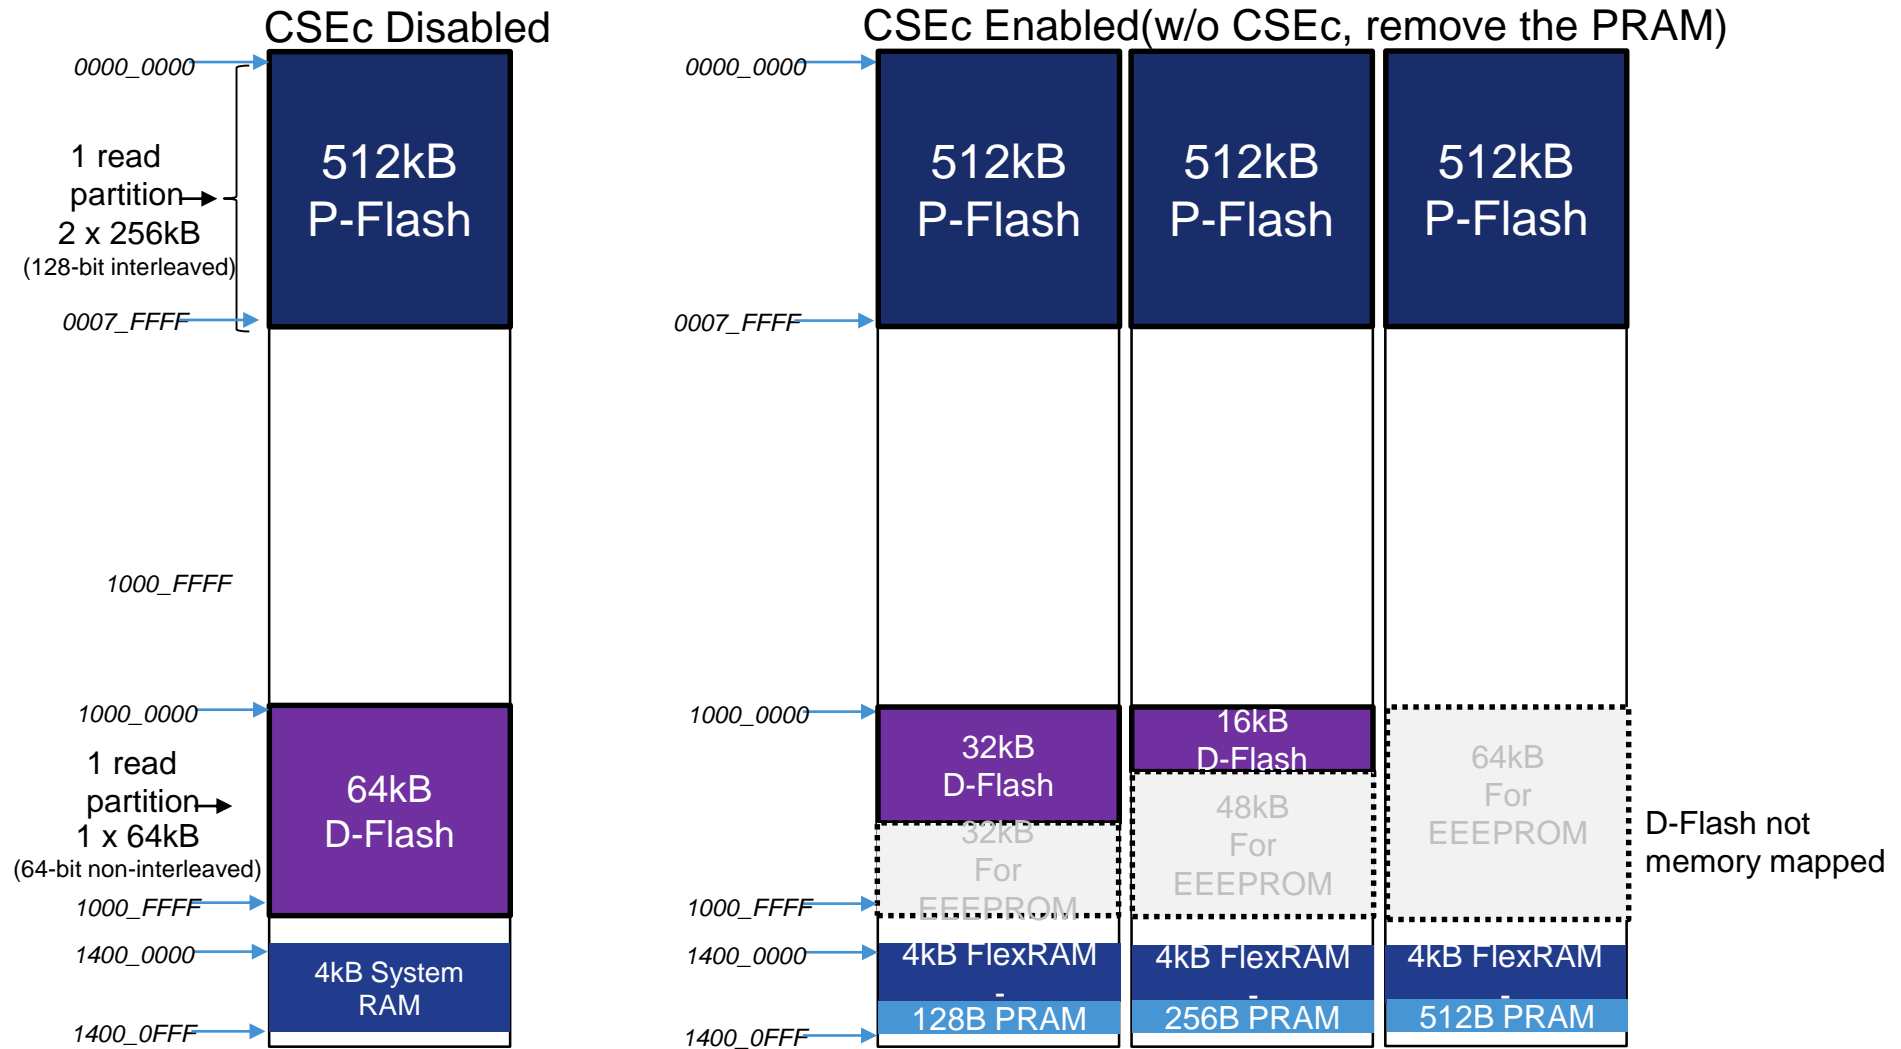 CSEc Disabled
0000_0000
1 read
partition
2 x 256kB
(128-bit interleaved)
0007_FFFF
512kB
P-Flash
1000_FFFF
1000_0000
1 read
partition
1 x 64kB
(64-bit non-interleaved)
1000_FFFF
64kB
D-Flash
1400_0000
4kB System
RAM
1400_0FFF
CSEc Enabled(w/o CSEc, remove the PRAM)
0000_0000
0007_FFFF
512kB
P-Flash
512kB
P-Flash
512kB
P-Flash
1000_0000
32kB
D-Flash
32kB
For
EEEPROM
16kB
D-Flash
48kB
For
EEEPROM
64kB
For
EEEPROM
D-Flash not
memory mapped
1000_FFFF
1400_0000
4kB FlexRAM
-
128B PRAM
4kB FlexRAM
-
256B PRAM
4kB FlexRAM
-
512B PRAM
1400_0FFF